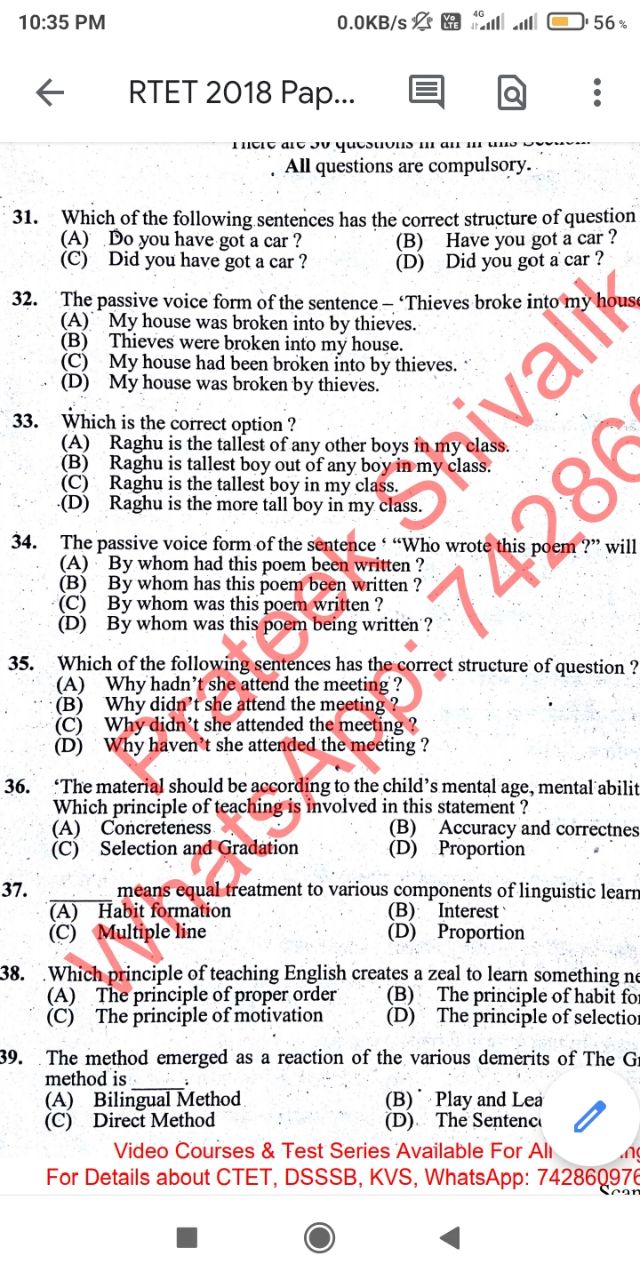 10:35 PM 0.0KB/s Vo LTE 4G 56%
RTET 2018 Pap...
There are 30 questions in all in this
All questions are compulsory.
31. Which of the following sentences has the correct structure of question
(A) Do you have got a car ? (B) Have you got a car ?
(C) Did you have got a car ? (D) Did you got a car ?
32. The passive voice form of the sentence – ‘Thieves broke into my house
(A) My house was broken into by thieves.
(B) Thieves were broken into my house.
(C) My house had been broken into by thieves.
(D) My house was broken by thieves.
33. Which is the correct option ?
(A) Raghu is the tallest of any other boys in my class.
(B) Raghu is tallest boy out of any boy in my class.
(C) Raghu is the tallest boy in my class.
(D) Raghu is the more tall boy in my class.
34. The passive voice form of the sentence ‘ “Who wrote this poem ?” will
(A) By whom had this poem been written ?
(B) By whom has this poem been written ?
(C) By whom was this poem written ?
(D) By whom was this poem being written ?
35. Which of the following sentences has the correct structure of question ?
(A) Why hadn’t she attend the meeting ?
(B) Why didn’t she attend the meeting ?
(C) Why didn’t she attended the meeting ?
(D) Why haven’t she attended the meeting ?
36. ‘The material should be according to the child’s mental age, mental abilit
Which principle of teaching is involved in this statement ?
(A) Concreteness (B) Accuracy and correctnes
(C) Selection and Gradation (D) Proportion
37. ______ means equal treatment to various components of linguistic learn
(A) Habit formation (B) Interest
(C) Multiple line (D) Proportion
38. Which principle of teaching English creates a zeal to learn something ne
(A) The principle of proper order (B) The principle of habit for
(C) The principle of motivation (D) The principle of selection
39. The method emerged as a reaction of the various demerits of The Gr
method is ______.
(A) Bilingual Method (B) Play and Lea
(C) Direct Method (D) The Sentence
Prateek Shivalik
WhatsApp: 74286
Video Courses & Test Series Available For All
For Details about CTET, DSSSB, KVS, WhatsApp: 742860976
Scan